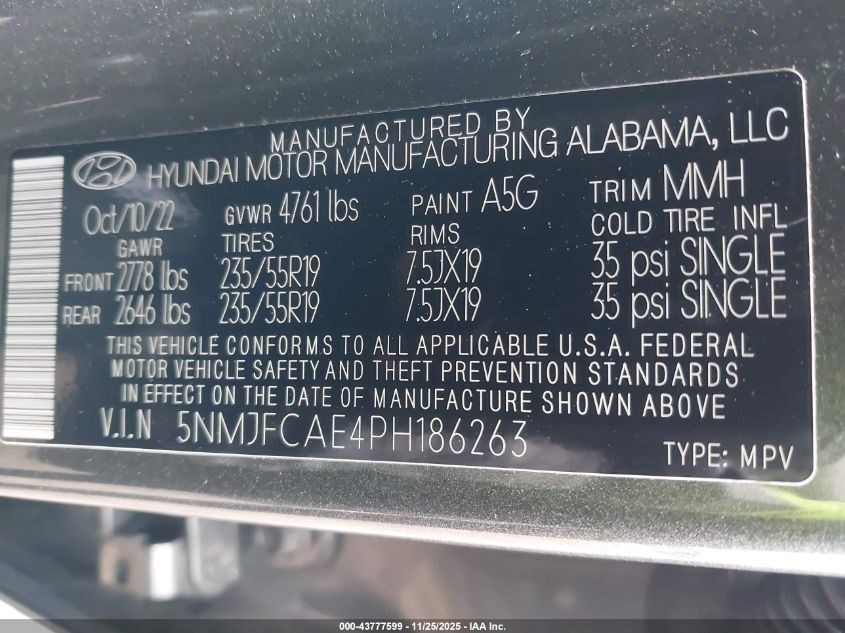 MANUFACTURED BY
HYUNDAI MOTOR MANUFACTURING ALABAMA, LLC
Oct/10/22 GVWR 4761 lbs PAINT A5G TRIM MMH
GAWR TIRES RIMS COLD TIRE INFL
FRONT 2778 lbs 235/55R19 7.5JX19 35 psi SINGLE
REAR 2646 lbs 235/55R19 7.5JX19 35 psi SINGLE
THIS VEHICLE CONFORMS TO ALL APPLICABLE U.S.A. FEDERAL
MOTOR VEHICLE SAFETY AND THEFT PREVENTION STANDARDS
IN EFFECT ON THE DATE OF MANUFACTURE SHOWN ABOVE
V.I.N 5NMJFCAE4PH186263
TYPE: MPV
000-43777599 - 11/25/2025 - IAA Inc.